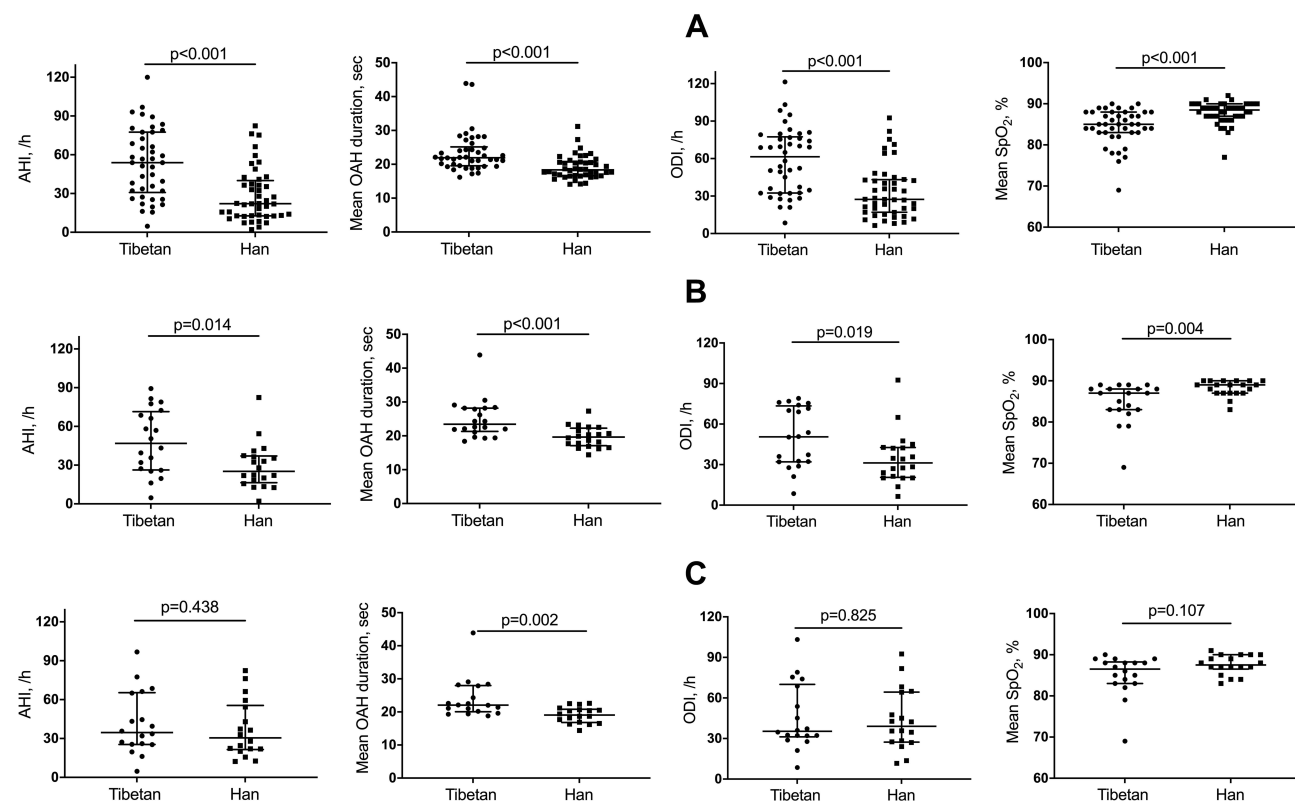 A
p<0.001
AHI, /h
120
90
60
30
0
Tibetan Han
p<0.001
Mean OAH duration, sec
50
40
30
20
10
0
Tibetan Han
p<0.001
ODI, /h
120
90
60
30
0
Tibetan Han
p<0.001
Mean SpO2, %
100
90
80
70
60
Tibetan Han
B
p=0.014
AHI, /h
120
90
60
30
0
Tibetan Han
p<0.001
Mean OAH duration, sec
50
40
30
20
10
0
Tibetan Han
p=0.019
ODI, /h
120
90
60
30
0
Tibetan Han
p=0.004
Mean SpO2, %
100
90
80
70
60
Tibetan Han
C
p=0.438
AHI, /h
120
90
60
30
0
Tibetan Han
p=0.002
Mean OAH duration, sec
50
40
30
20
10
0
Tibetan Han
p=0.825
ODI, /h
120
90
60
30
0
Tibetan Han
p=0.107
Mean SpO2, %
100
90
80
70
60
Tibetan Han